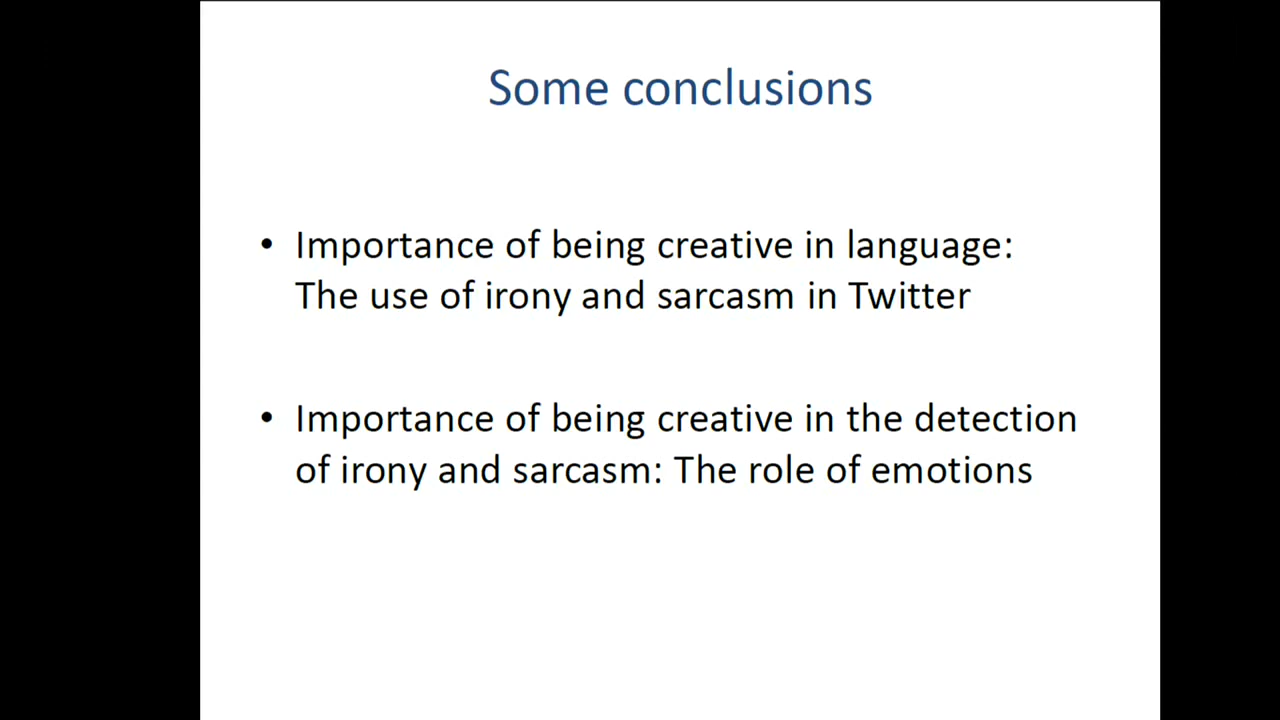 Some conclusions
• Importance of being creative in language:
The use of irony and sarcasm in Twitter
• Importance of being creative in the detection
of irony and sarcasm: The role of emotions